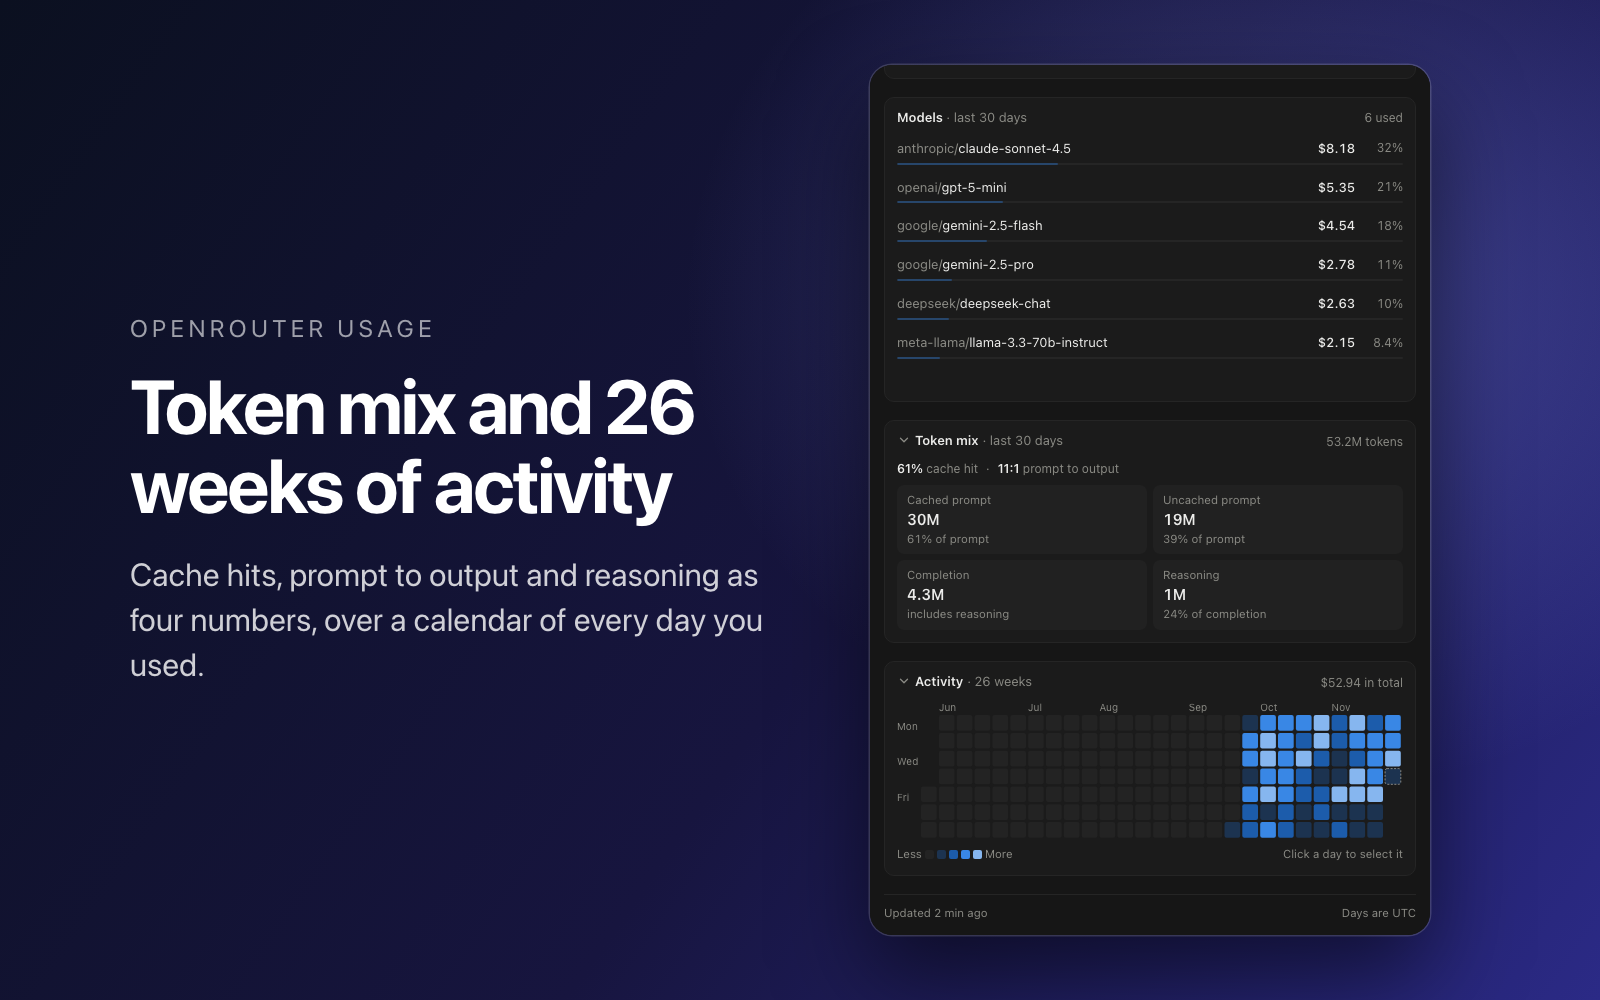 OPENROUTER USAGE
Token mix and 26
weeks of activity
Cache hits, prompt to output and reasoning as
four numbers, over a calendar of every day you
used.
Models · last 30 days 6 used
anthropic/claude-sonnet-4.5 $8.18 32%
openai/gpt-5-mini $5.35 21%
google/gemini-2.5-flash $4.54 18%
google/gemini-2.5-pro $2.78 11%
deepseek/deepseek-chat $2.63 10%
meta-llama/llama-3.3-70b-instruct $2.15 8.4%
Token mix · last 30 days 53.2M tokens
61% cache hit · 11:1 prompt to output
Cached prompt Uncached prompt
30M 19M
61% of prompt 39% of prompt
Completion Reasoning
4.3M 1M
includes reasoning 24% of completion
Activity · 26 weeks $52.94 in total
Jun Jul Aug Sep Oct Nov
Mon
Wed
Fri
Less More Click a day to select it
Updated 2 min ago Days are UTC